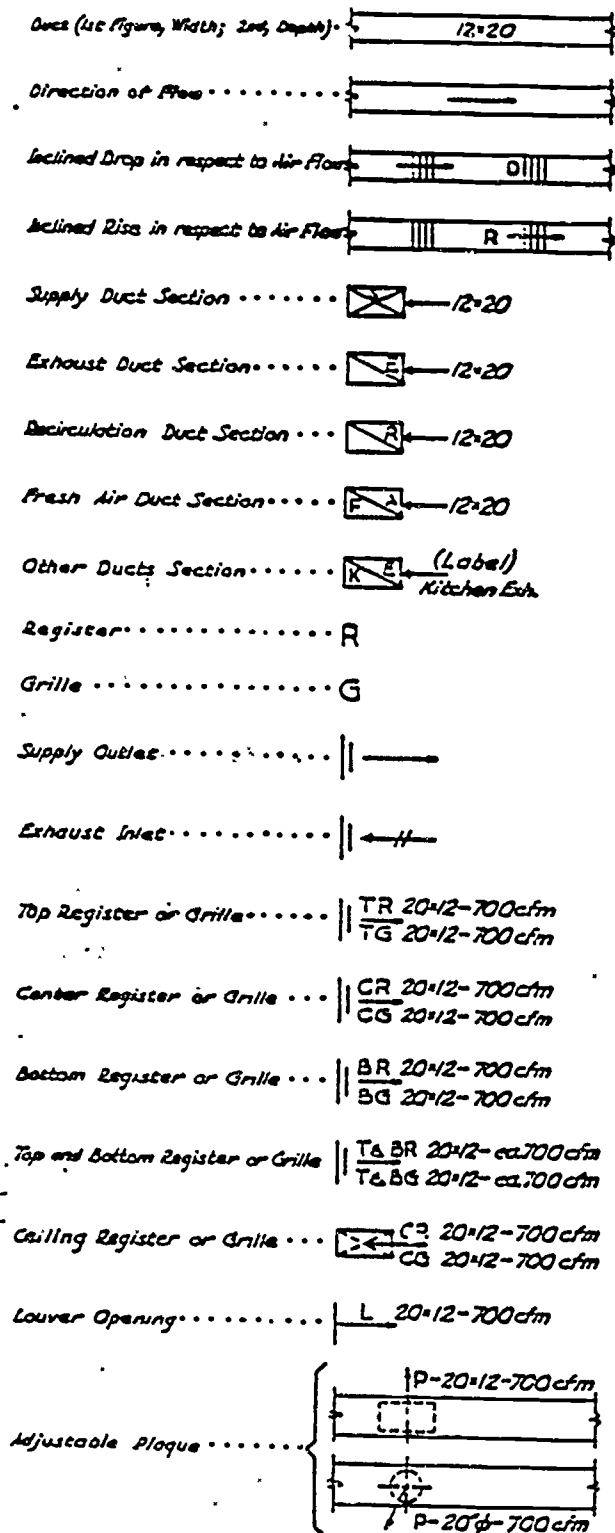 Duct (1st Figure, Width; 2nd, Depth) 12×20
Direction of Flow
Inclined Drop in respect to Air Flow D
Inclined Rise in respect to Air Flow R
Supply Duct Section 12×20
Exhaust Duct Section E 12×20
Recirculation Duct Section R 12×20
Fresh Air Duct Section F A 12×20
Other Ducts Section K E (Label)
Kitchen Exh.
Register R
Grille G
Supply Outlet
Exhaust Inlet
Top Register or Grille TR 20×12-700cfm
TG 20×12-700cfm
Center Register or Grille CR 20×12-700cfm
CG 20×12-700cfm
Bottom Register or Grille BR 20×12-700cfm
BG 20×12-700cfm
Top and Bottom Register or Grille T&BR 20×12-ea.700cfm
T&BG 20×12-ea.700cfm
Ceiling Register or Grille CR 20×12-700cfm
CG 20×12-700cfm
Louver Opening L 20×12-700cfm
P-20×12-700cfm
Adjustable Plaque
P-20"φ-700cfm